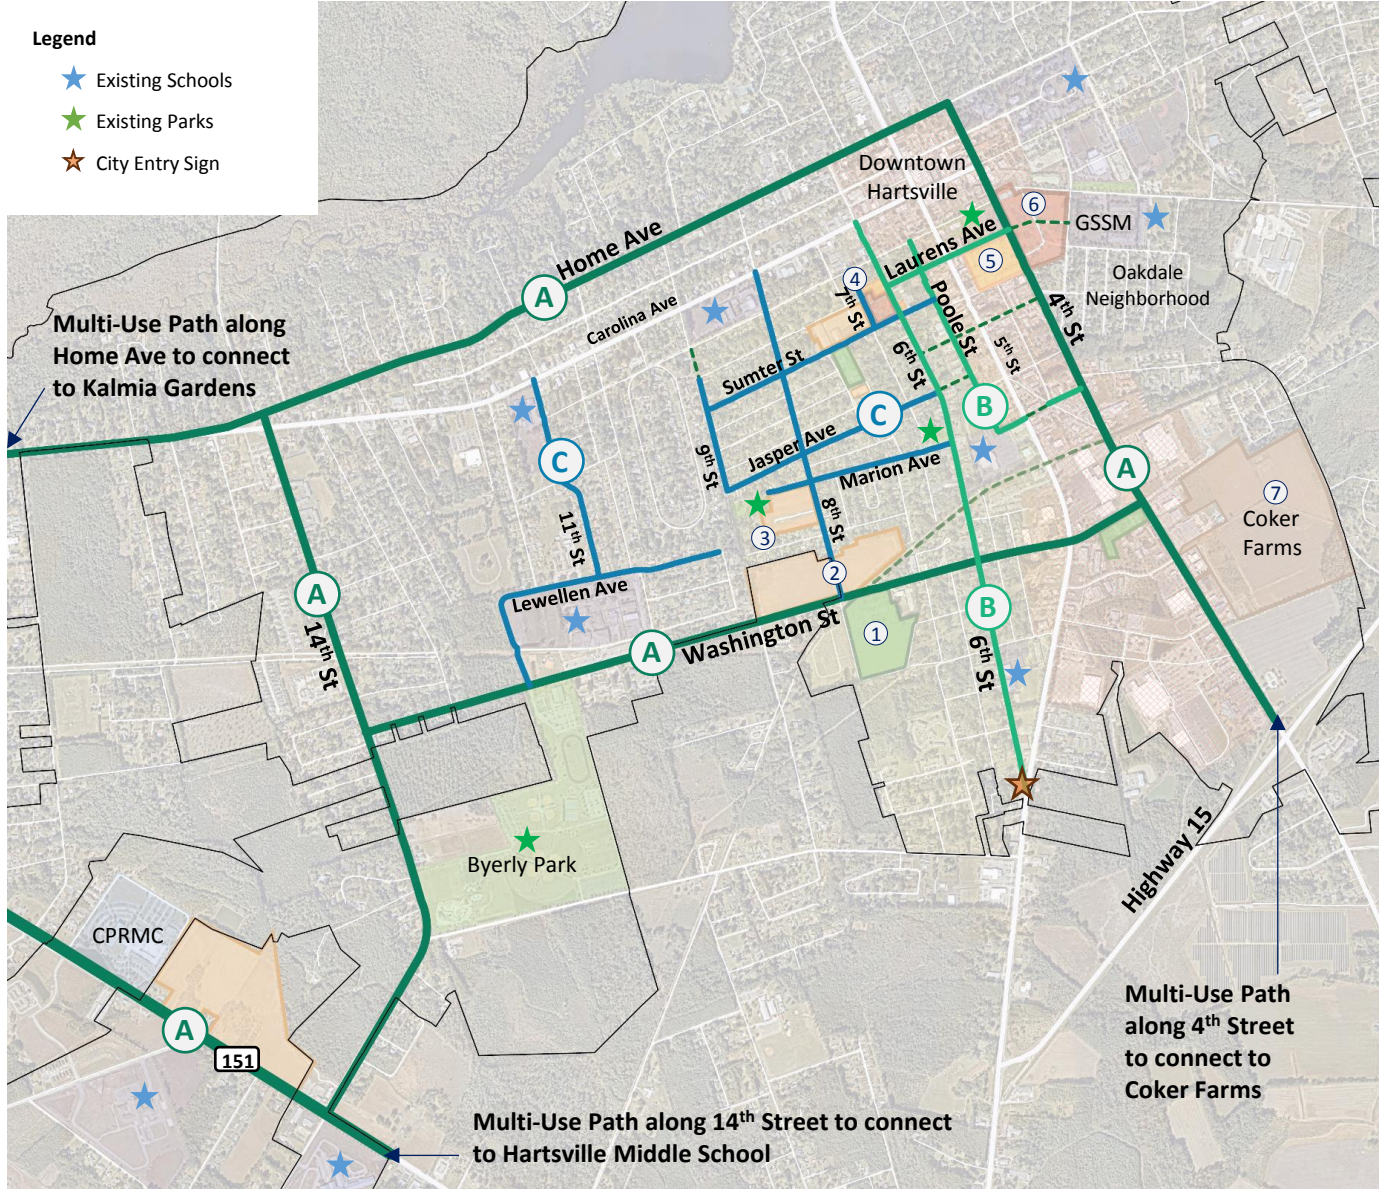 Legend
Existing Schools
Existing Parks
City Entry Sign
Downtown
Hartsville
6
GSSM
Laurens Ave
5
Oakdale
Neighborhood
Home Ave
A
4
7th St
Poole St
4th St
Carolina Ave
5th St
6th St
Multi-Use Path along
Home Ave to connect
to Kalmia Gardens
Sumter St
B
C
C
Jasper Ave
9th St
Marion Ave
A
7
Coker
Farms
8th St
11th St
3
2
Lewellen Ave
A
14th St
B
1
Washington St
A
6th St
Byerly Park
Highway 15
CPRMC
A
151
Multi-Use Path
along 4th Street
to connect to
Coker Farms
Multi-Use Path along 14th Street to connect
to Hartsville Middle School